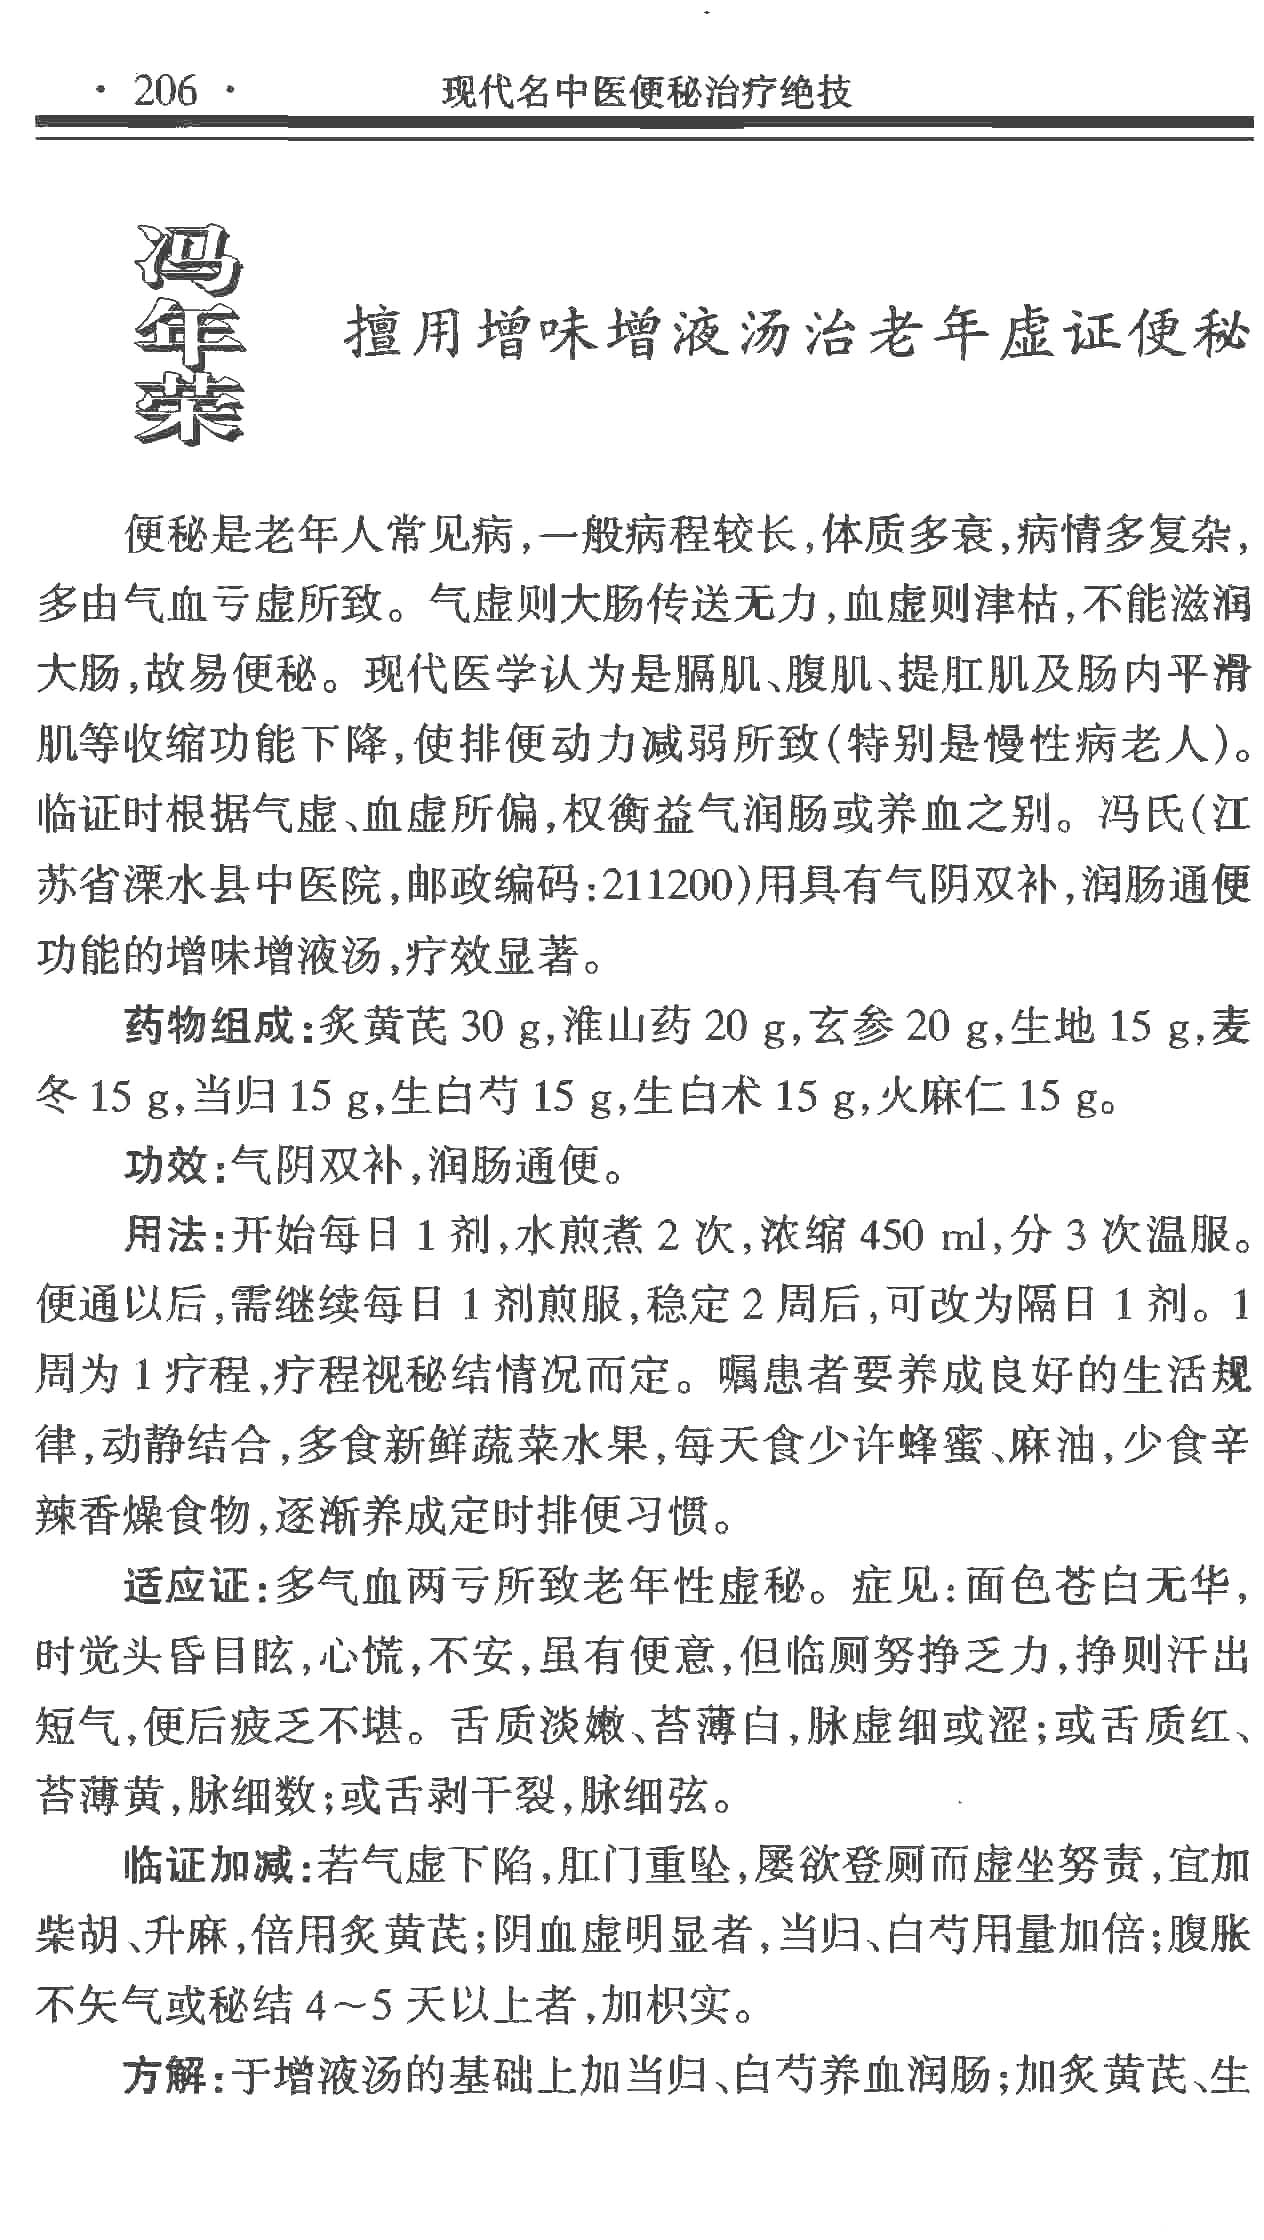 · 206 ·
现代名中医便秘治疗绝技
冯年荣
擅用增味增液汤治老年虚证便秘
便秘是老年人常见病,一般病程较长,体质多衰,病情多复杂,
多由气血亏虚所致。气虚则大肠传送无力,血虚则津枯,不能滋润
大肠,故易便秘。现代医学认为是膈肌、腹肌、提肛肌及肠内平滑
肌等收缩功能下降,使排便动力减弱所致(特别是慢性病老人)。
临证时根据气虚、血虚所偏,权衡益气润肠或养血之别。冯氏(江
苏省溧水县中医院,邮政编码:211200)用具有气阴双补,润肠通便
功能的增味增液汤,疗效显著。
药物组成:炙黄芪 30 g,淮山药 20 g,玄参 20 g,生地 15 g,麦
冬 15 g,当归 15 g,生白芍 15 g,生白术 15 g,火麻仁 15 g。
功效:气阴双补,润肠通便。
用法:开始每日 1 剂,水煎煮 2 次,浓缩 450 ml,分 3 次温服。
便通以后,需继续每日 1 剂煎服,稳定 2 周后,可改为隔日 1 剂。1
周为 1 疗程,疗程视秘结情况而定。嘱患者要养成良好的生活规
律,动静结合,多食新鲜蔬菜水果,每天食少许蜂蜜、麻油,少食辛
辣香燥食物,逐渐养成定时排便习惯。
适应证:多气血两亏所致老年性虚秘。症见:面色苍白无华,
时觉头昏目眩,心慌,不安,虽有便意,但临厕努挣乏力,挣则汗出
短气,便后疲乏不堪。舌质淡嫩、苔薄白,脉虚细或涩;或舌质红、
苔薄黄,脉细数;或舌剥干裂,脉细弦。
临证加减:若气虚下陷,肛门重坠,屡欲登厕而虚坐努责,宜加
柴胡、升麻,倍用炙黄芪;阴血虚明显者,当归、白芍用量加倍;腹胀
不矢气或秘结 4～5 天以上者,加枳实。
方解:于增液汤的基础上加当归、白芍养血润肠;加炙黄芪、生